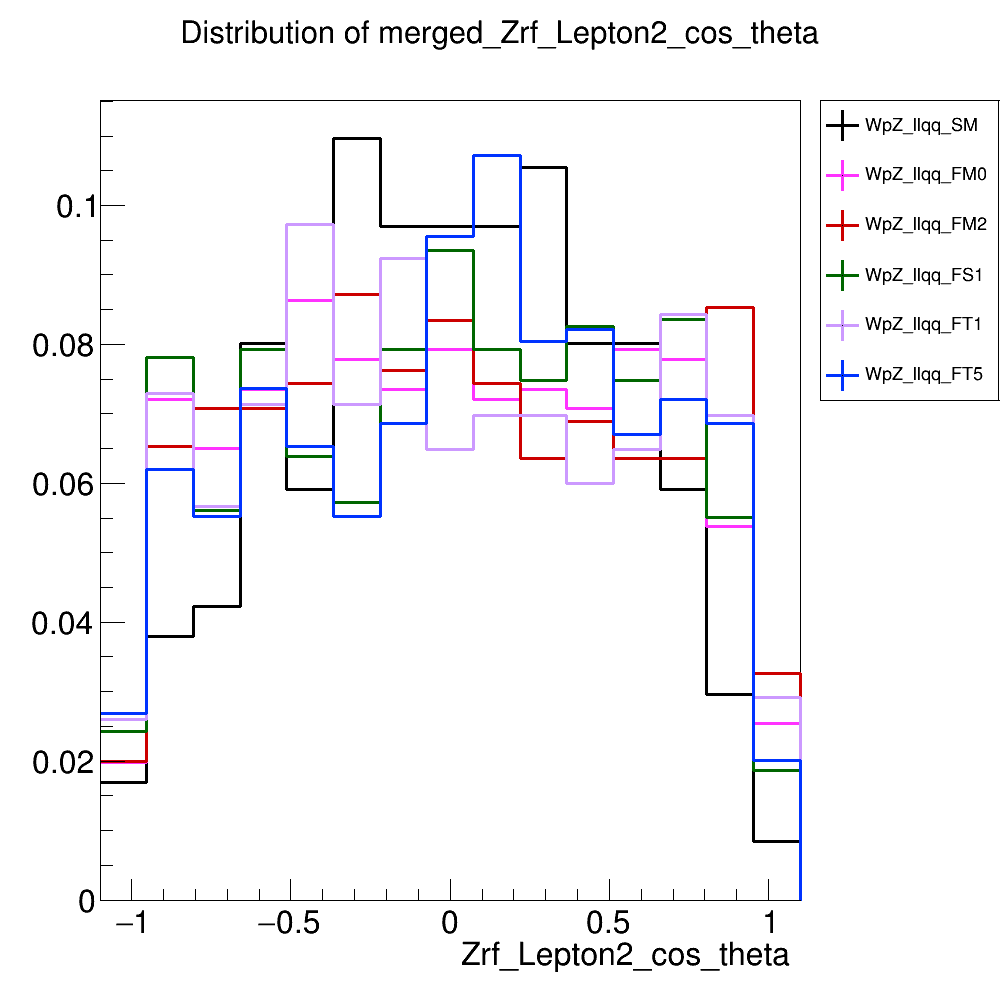 Distribution of merged_Zrf_Lepton2_cos_theta
WpZ_llqq_SM
WpZ_llqq_FM0
WpZ_llqq_FM2
WpZ_llqq_FS1
WpZ_llqq_FT1
WpZ_llqq_FT5
0.1
0.08
0.06
0.04
0.02
0
−1 −0.5 0 0.5 1
Zrf_Lepton2_cos_theta